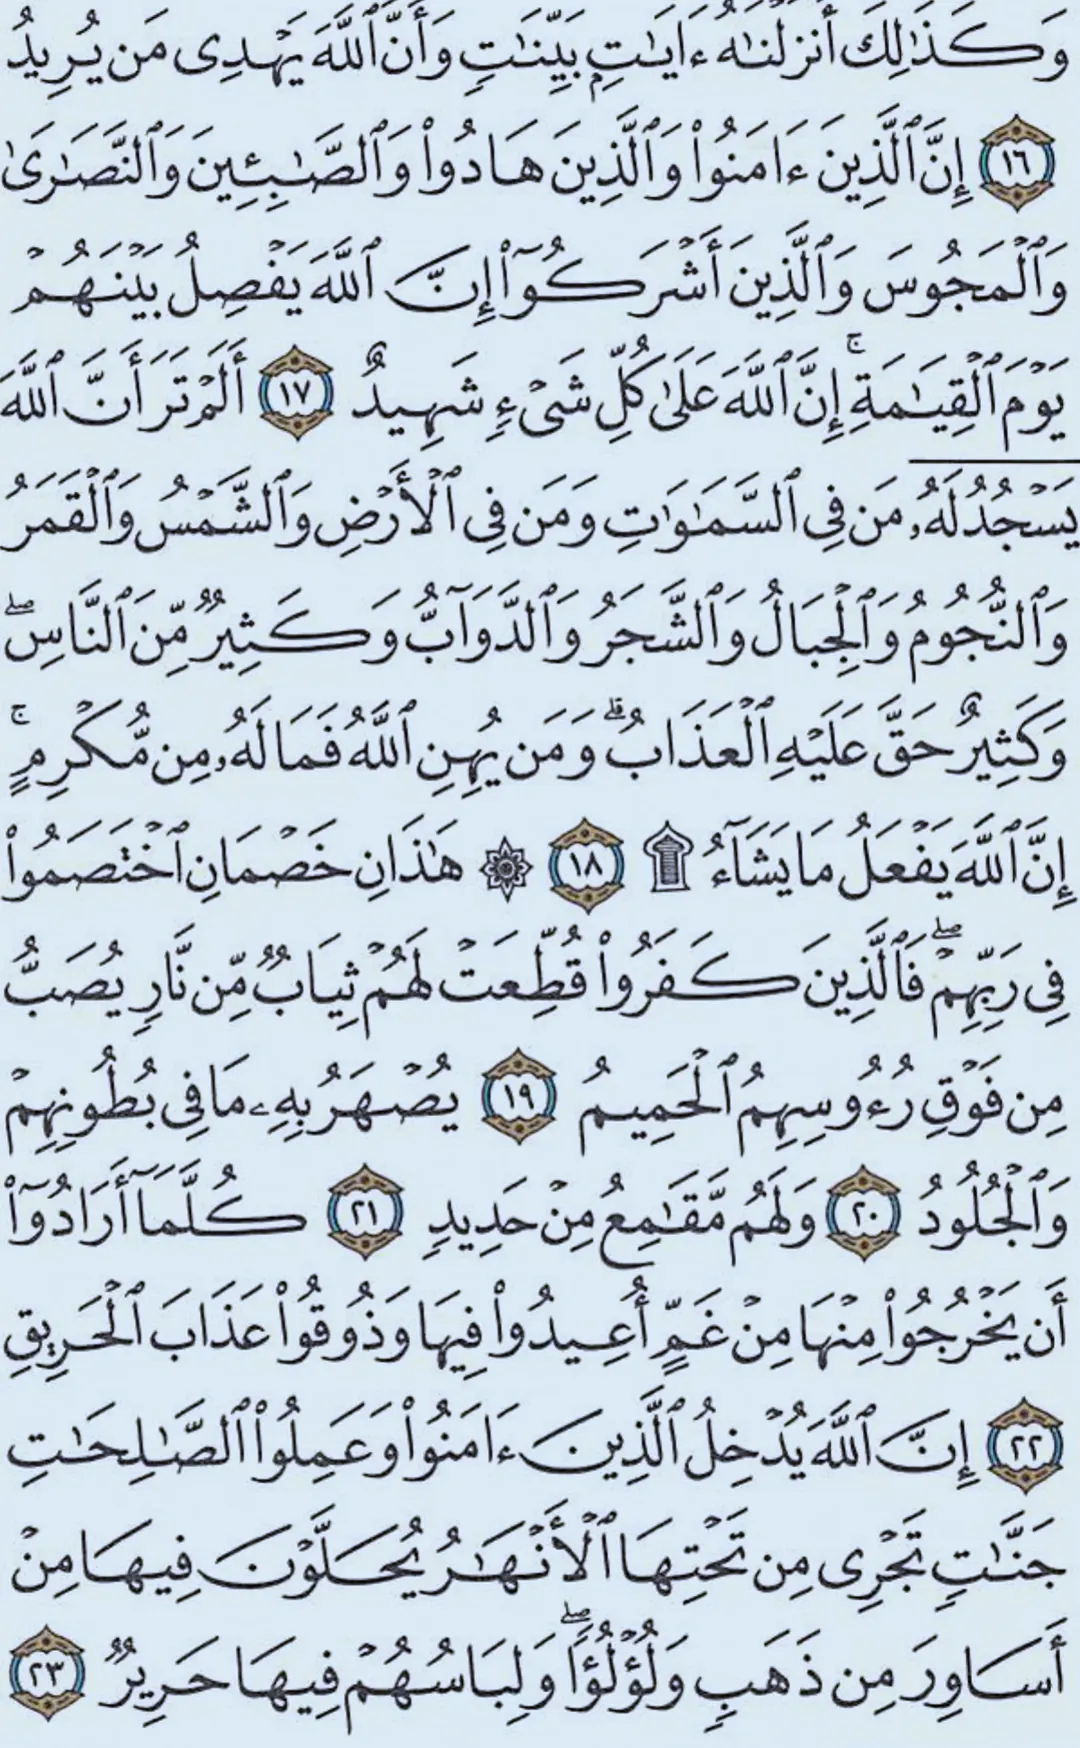 وَكَذَٰلِكَ أَنزَلْنَٰهُ ءَايَٰتٍۭ بَيِّنَٰتٍ وَأَنَّ ٱللَّهَ يَهْدِى مَن يُرِيدُ
١٦ إِنَّ ٱلَّذِينَ ءَامَنُوا۟ وَٱلَّذِينَ هَادُوا۟ وَٱلصَّٰبِـِٔينَ وَٱلنَّصَٰرَىٰ
وَٱلْمَجُوسَ وَٱلَّذِينَ أَشْرَكُوٓا۟ إِنَّ ٱللَّهَ يَفْصِلُ بَيْنَهُمْ
يَوْمَ ٱلْقِيَٰمَةِ ۚ إِنَّ ٱللَّهَ عَلَىٰ كُلِّ شَىْءٍ شَهِيدٌ ١٧ أَلَمْ تَرَ أَنَّ ٱللَّهَ
يَسْجُدُ لَهُۥ مَن فِى ٱلسَّمَٰوَٰتِ وَمَن فِى ٱلْأَرْضِ وَٱلشَّمْسُ وَٱلْقَمَرُ
وَٱلنُّجُومُ وَٱلْجِبَالُ وَٱلشَّجَرُ وَٱلدَّوَآبُّ وَكَثِيرٌ مِّنَ ٱلنَّاسِ ۖ
وَكَثِيرٌ حَقَّ عَلَيْهِ ٱلْعَذَابُ ۗ وَمَن يُهِنِ ٱللَّهُ فَمَا لَهُۥ مِن مُّكْرِمٍ ۚ
إِنَّ ٱللَّهَ يَفْعَلُ مَا يَشَآءُ ۩ ١٨ ۞ هَٰذَانِ خَصْمَانِ ٱخْتَصَمُوا۟
فِى رَبِّهِمْ ۖ فَٱلَّذِينَ كَفَرُوا۟ قُطِّعَتْ لَهُمْ ثِيَابٌ مِّن نَّارٍ يُصَبُّ
مِن فَوْقِ رُءُوسِهِمُ ٱلْحَمِيمُ ١٩ يُصْهَرُ بِهِۦ مَا فِى بُطُونِهِمْ
وَٱلْجُلُودُ ٢٠ وَلَهُم مَّقَٰمِعُ مِنْ حَدِيدٍ ٢١ كُلَّمَآ أَرَادُوٓا۟
أَن يَخْرُجُوا۟ مِنْهَا مِنْ غَمٍّ أُعِيدُوا۟ فِيهَا وَذُوقُوا۟ عَذَابَ ٱلْحَرِيقِ
٢٢ إِنَّ ٱللَّهَ يُدْخِلُ ٱلَّذِينَ ءَامَنُوا۟ وَعَمِلُوا۟ ٱلصَّٰلِحَٰتِ
جَنَّٰتٍ تَجْرِى مِن تَحْتِهَا ٱلْأَنْهَٰرُ يُحَلَّوْنَ فِيهَا مِنْ
أَسَاوِرَ مِن ذَهَبٍ وَلُؤْلُؤًا ۖ وَلِبَاسُهُمْ فِيهَا حَرِيرٌ ٢٣